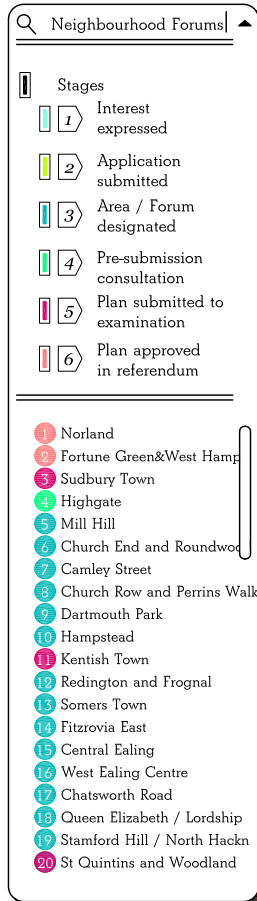 Neighbourhood Forums
Stages
1 Interest
expressed
2 Application
submitted
3 Area / Forum
designated
4 Pre-submission
consultation
5 Plan submitted to
examination
6 Plan approved
in referendum
1 Norland
2 Fortune Green&West Hamp
3 Sudbury Town
4 Highgate
5 Mill Hill
6 Church End and Roundwoo
7 Camley Street
8 Church Row and Perrins Walk
9 Dartmouth Park
10 Hampstead
11 Kentish Town
12 Redington and Frognal
13 Somers Town
14 Fitzrovia East
15 Central Ealing
16 West Ealing Centre
17 Chatsworth Road
18 Queen Elizabeth / Lordship
19 Stamford Hill / North Hackn
20 St Quintins and Woodland